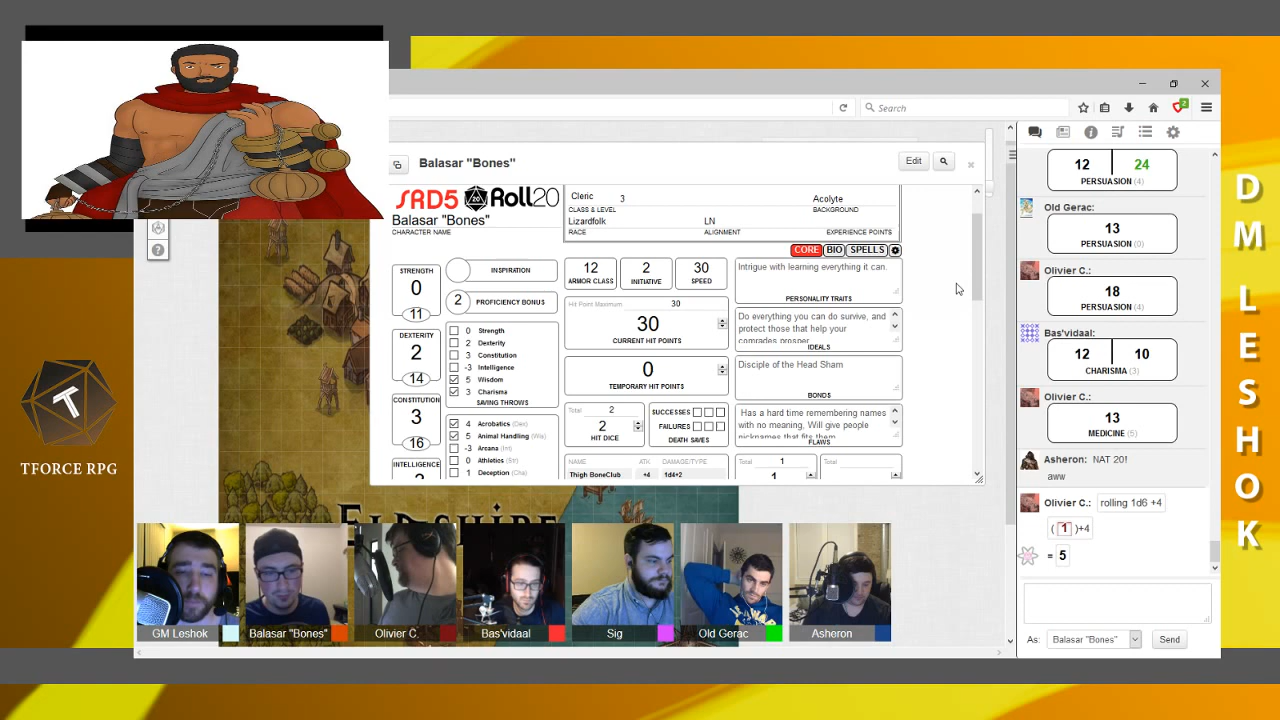 Search
2
Balasar "Bones"
Edit
SRD5 Roll20
Balasar "Bones"
CHARACTER NAME
Cleric 3
CLASS & LEVEL
Acolyte
BACKGROUND
Lizardfolk
RACE
LN
ALIGNMENT
EXPERIENCE POINTS
CORE BIO SPELLS
STRENGTH
0
11
DEXTERITY
2
14
CONSTITUTION
3
16
INTELLIGENCE
INSPIRATION
2 PROFICIENCY BONUS
0 Strength
2 Dexterity
3 Constitution
-3 Intelligence
5 Wisdom
3 Charisma
SAVING THROWS
4 Acrobatics (Dex)
5 Animal Handling (Wis)
-3 Arcana (Int)
0 Athletics (Str)
1 Deception (Cha)
12
ARMOR CLASS
2
INITIATIVE
30
SPEED
Hit Point Maximum 30
30
CURRENT HIT POINTS
0
TEMPORARY HIT POINTS
Total 2
2
HIT DICE
SUCCESSES
FAILURES
DEATH SAVES
NAME ATK DAMAGE/TYPE
Thigh BoneClub +4 1d4+2
Intrigue with learning everything it can.
PERSONALITY TRAITS
Do everything you can do survive, and
protect those that help your
comrades prosper
IDEALS
Disciple of the Head Sham
BONDS
Has a hard time remembering names
with no meaning, Will give people
nicknames that fits them
FLAWS
Total 1
1
Total
12 24
PERSUASION (4)
Old Gerac:
13
PERSUASION (0)
Olivier C.:
18
PERSUASION (4)
Bas'vidaal:
12 10
CHARISMA (3)
Olivier C.:
13
MEDICINE (5)
Asheron: NAT 20!
aww
Olivier C.: rolling 1d6 +4
(1)+4
= 5
As: Balasar "Bones" Send
DM LESHOK
T
TFORCE RPG
ELDSHIRE
GM Leshok
Balasar "Bones"
Olivier C.
Bas'vidaal
Sig
Old Gerac
Asheron